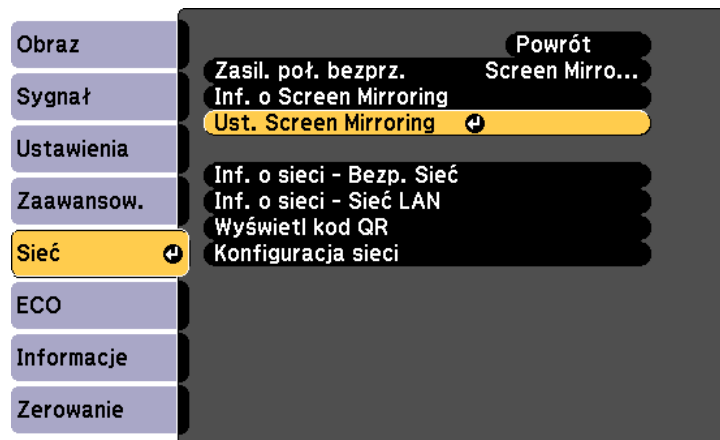 Obraz
Sygnał
Ustawienia
Zaawansow.
Sieć
ECO
Informacje
Zerowanie
Powrót
Zasil. poł. bezprz. Screen Mirro...
Inf. o Screen Mirroring
Ust. Screen Mirroring
Inf. o sieci - Bezp. Sieć
Inf. o sieci - Sieć LAN
Wyświetl kod QR
Konfiguracja sieci